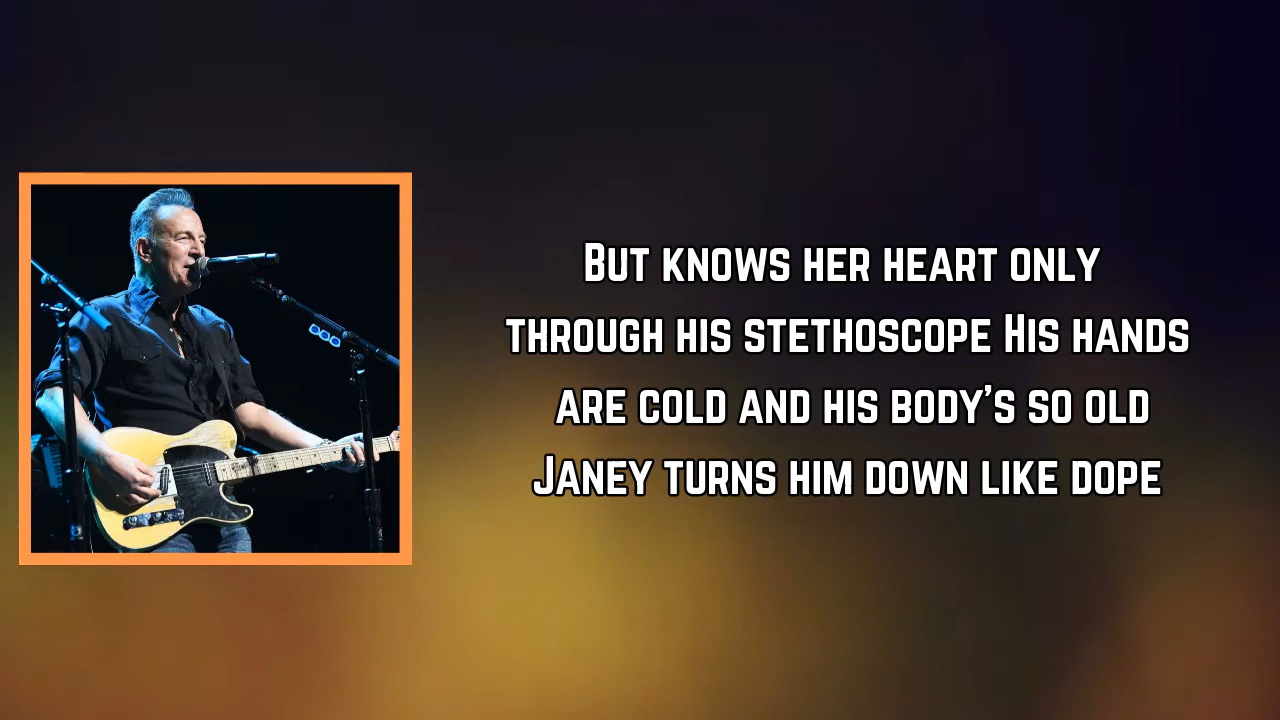 But knows her heart only
through his stethoscope His hands
are cold and his body's so old
Janey turns him down like dope